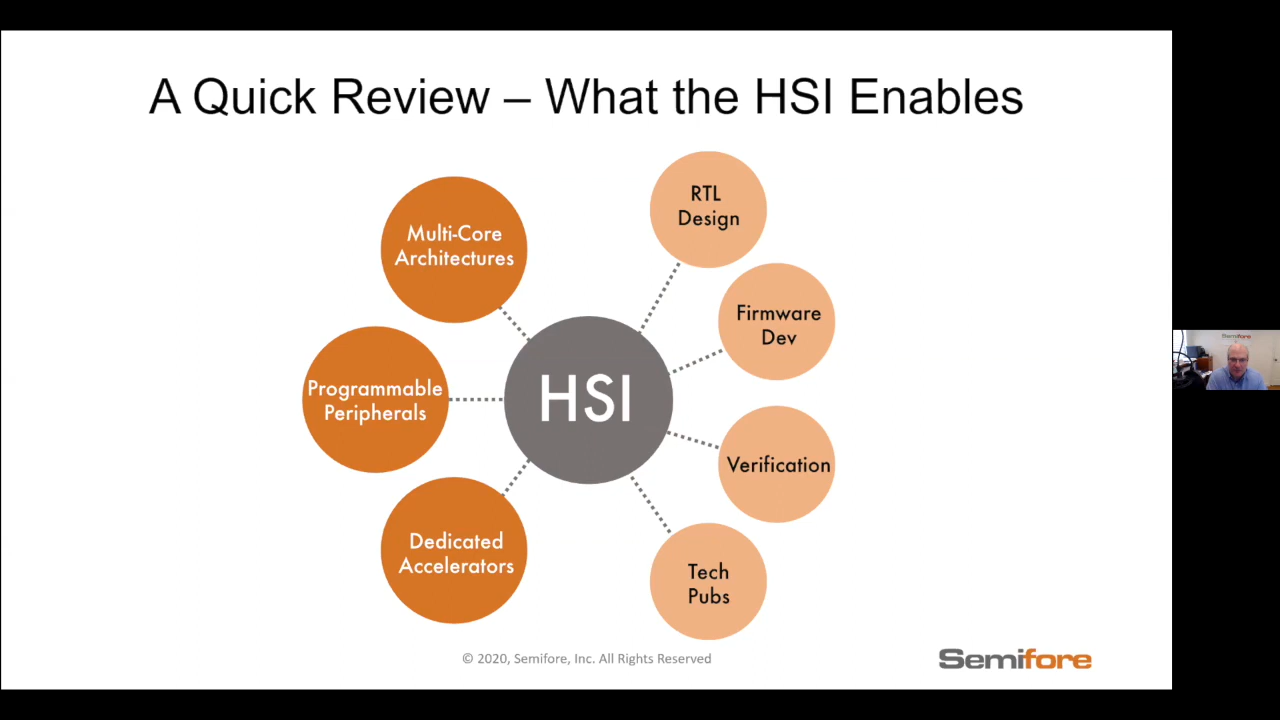 A Quick Review – What the HSI Enables
Multi-Core
Architectures
Programmable
Peripherals
Dedicated
Accelerators
HSI
RTL
Design
Firmware
Dev
Verification
Tech
Pubs
© 2020, Semifore, Inc. All Rights Reserved
Semifore
Semifore